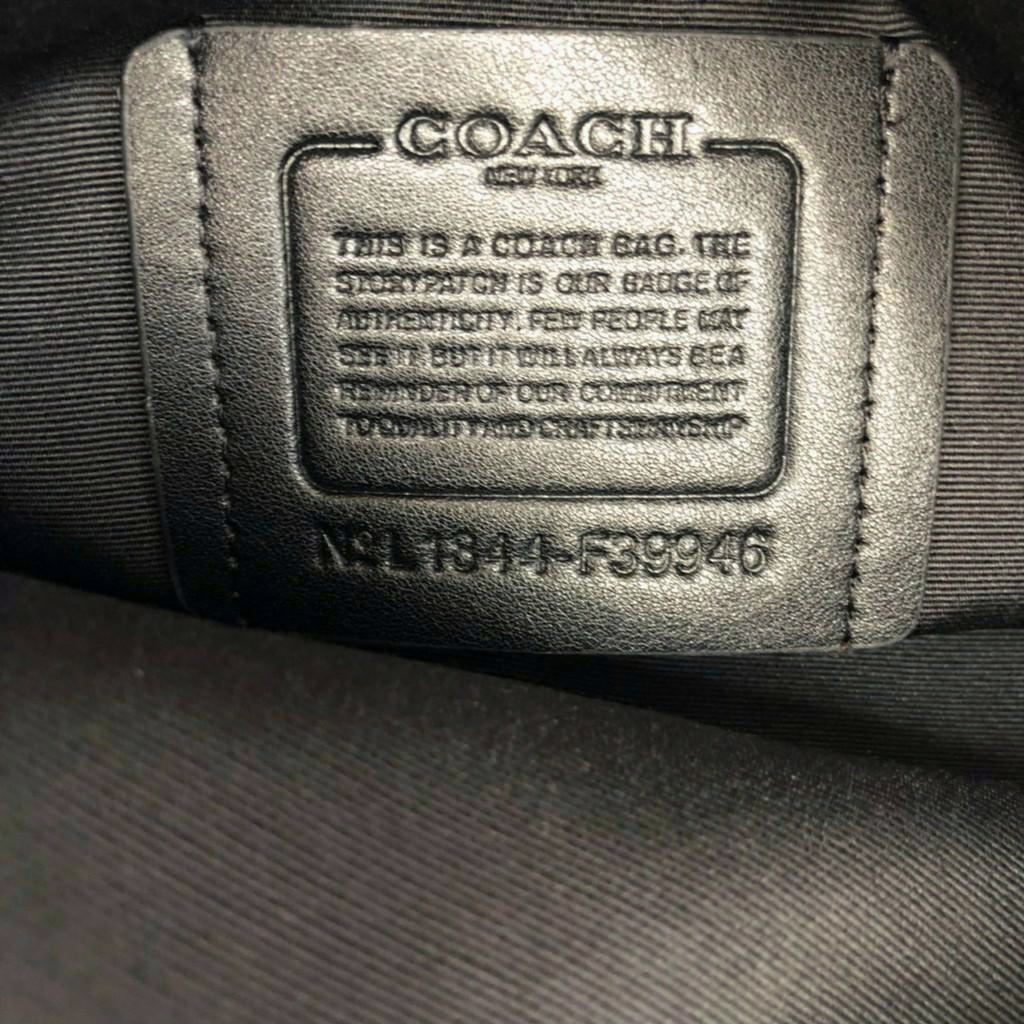 COACH
NEW YORK
THIS IS A COACH BAG. THE
STORYPATCH IS OUR BADGE OF
AUTHENTICITY. FEW PEOPLE MAY
SEE IT BUT IT WILL ALWAYS BE A
REMINDER OF OUR COMMITMENT
TO QUALITY AND CRAFTSMANSHIP
Nº L1844-F39946